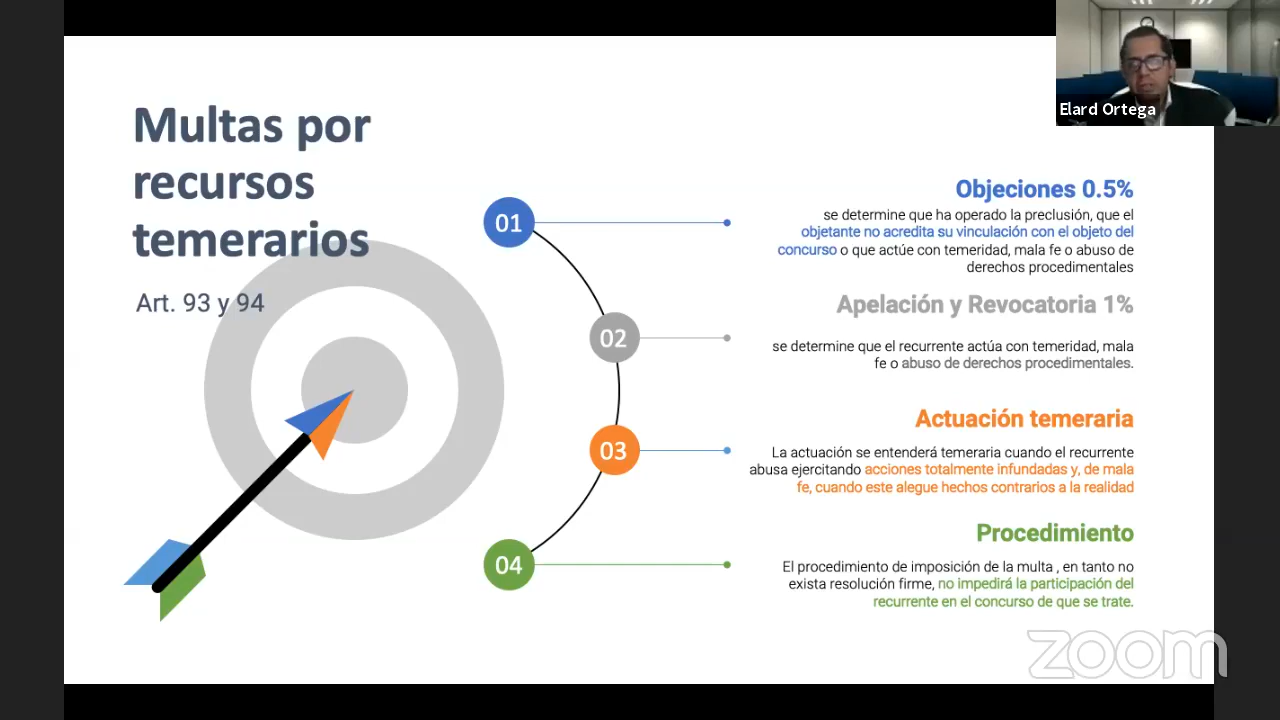 Elard Ortega
Multas por
recursos
temerarios
Art. 93 y 94
01
Objeciones 0.5%
se determine que ha operado la preclusión, que el
objetante no acredita su vinculación con el objeto del
concurso o que actúe con temeridad, mala fe o abuso de
derechos procedimentales
02
Apelación y Revocatoria 1%
se determine que el recurrente actúa con temeridad, mala
fe o abuso de derechos procedimentales.
03
Actuación temeraria
La actuación se entenderá temeraria cuando el recurrente
abusa ejercitando acciones totalmente infundadas y, de mala
fe, cuando este alegue hechos contrarios a la realidad
04
Procedimiento
El procedimiento de imposición de la multa , en tanto no
exista resolución firme, no impedirá la participación del
recurrente en el concurso de que se trate.
zoom